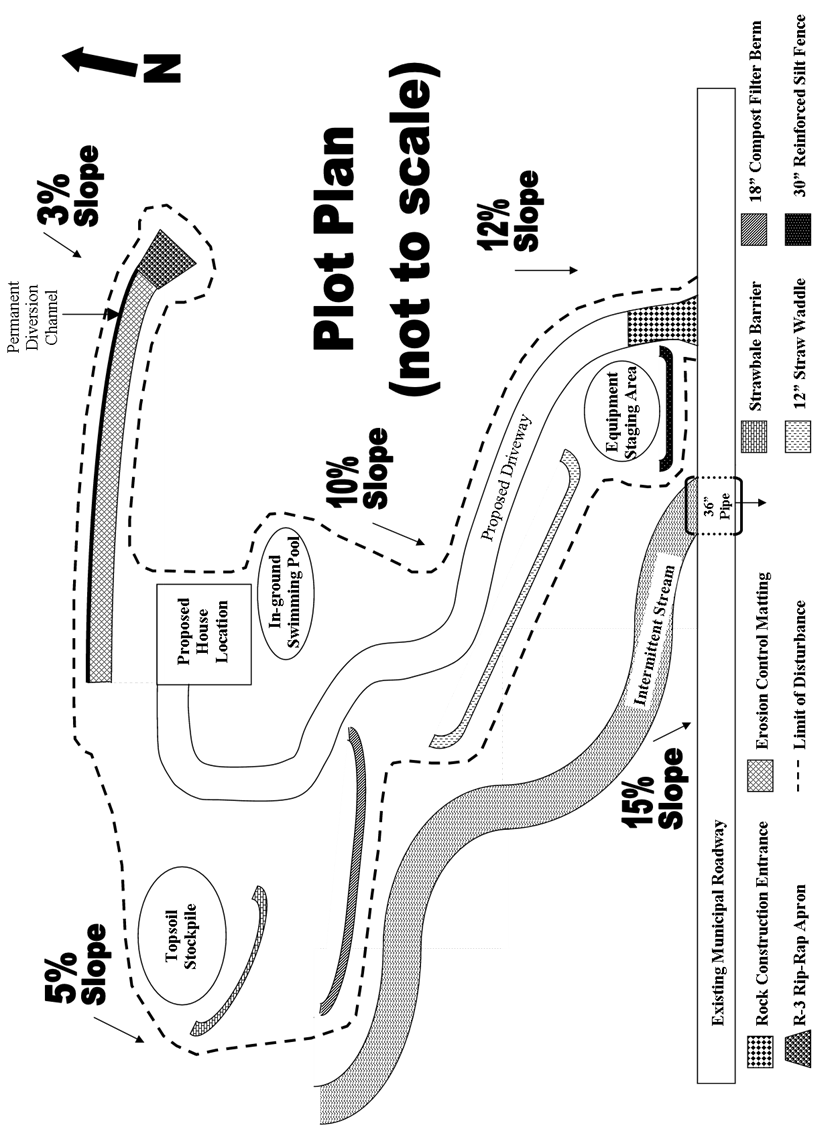 N
3%
Slope
Permanent
Diversion
Channel
Plot Plan
(not to scale)
12%
Slope
10%
Slope
Proposed
House
Location
In-ground
Swimming Pool
Proposed Driveway
Equipment
Staging Area
5%
Slope
Topsoil
Stockpile
15%
Slope
Intermittent Stream
36”
Pipe
Existing Municipal Roadway
Rock Construction Entrance
Erosion Control Matting
Strawbale Barrier
18” Compost Filter Berm
R-3 Rip-Rap Apron
Limit of Disturbance
12” Straw Waddle
30” Reinforced Silt Fence